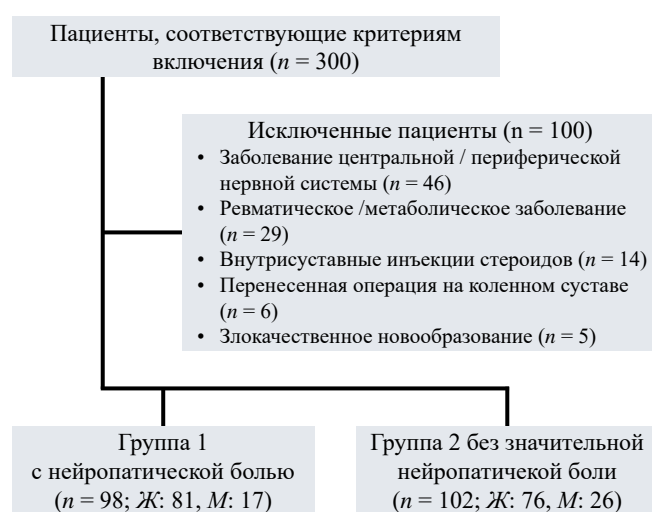 Пациенты, соответствующие критериям
включения (n = 300)
Исключенные пациенты (n = 100)
• Заболевание центральной / периферической
нервной системы (n = 46)
• Ревматическое /метаболическое заболевание
(n = 29)
• Внутрисуставные инъекции стероидов (n = 14)
• Перенесенная операция на коленном суставе
(n = 6)
• Злокачественное новообразование (n = 5)
Группа 1
с нейропатической болью
(n = 98; Ж: 81, М: 17)
Группа 2 без значительной
нейропатичекой боли
(n = 102; Ж: 76, М: 26)